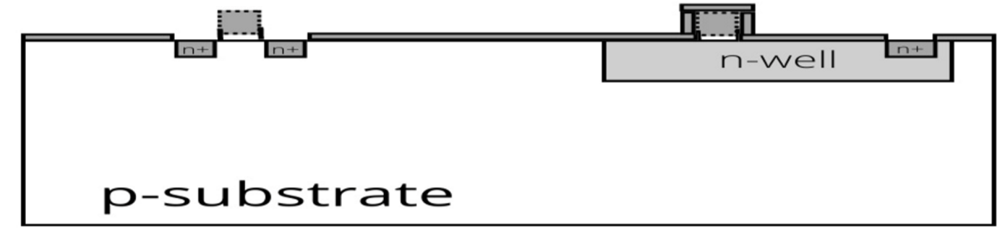 n+
n+
n+
n-well
p-substrate